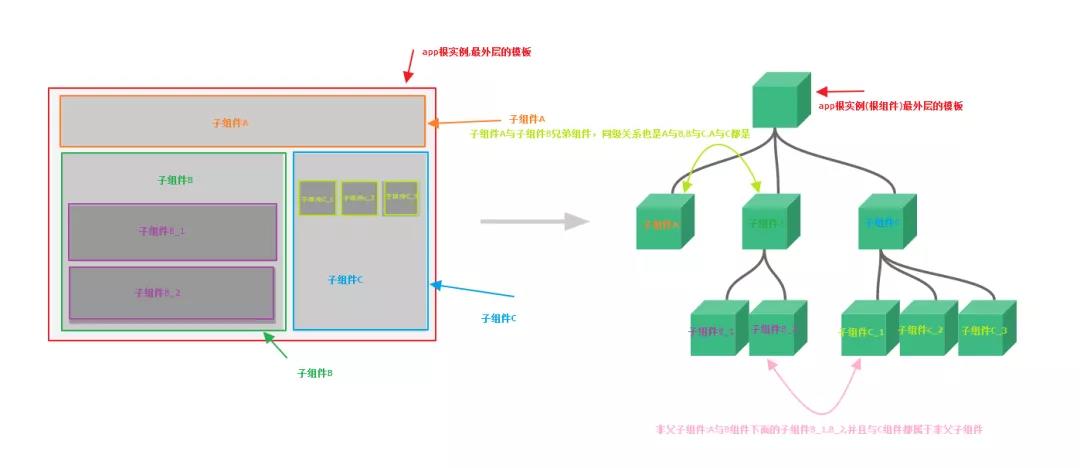 app根实例,最外层的模板
子组件A
子组件A
子组件B
子组件B_1
子组件B_2
子组件C_1
子组件C_2
子组件C_3
子组件C
子组件C
子组件B
app根实例(根组件)最外层的模板
子组件A与子组件B兄弟组件，同级关系也是A与B,B与C,A与C都是
子组件A
子组件B
子组件C
子组件B_1
子组件B_2
子组件C_1
子组件C_2
子组件C_3
非父子组件:A与B组件下面的子组件B_1,B_2,并且与C组件都属于非父子组件